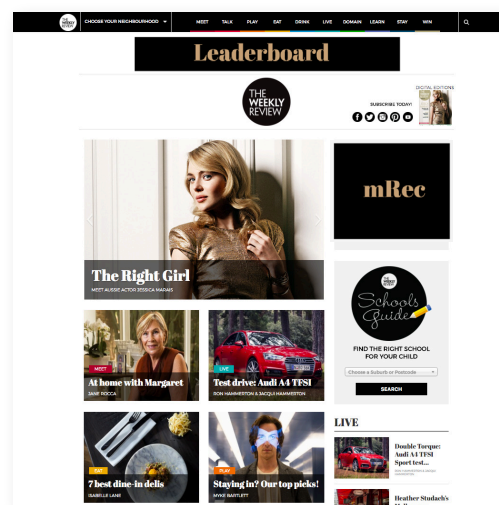 THE WEEKLY REVIEW
CHOOSE YOUR NEIGHBOURHOOD
MEET TALK PLAY EAT DRINK LIVE DOMAIN LEARN STAY WIN
Leaderboard
THE
WEEKLY
REVIEW
DIGITAL EDITIONS
SUBSCRIBE TODAY!
mRec
The Right Girl
MEET AUSSIE ACTOR JESSICA MARAIS
Schools
Guide
FIND THE RIGHT SCHOOL
FOR YOUR CHILD
Choose a Suburb or Postcode
SEARCH
MEET
At home with Margaret
JANE ROCCA
LIVE
Test drive: Audi A4 TFSI
RON HAMMERTON & JACQUI HAMMERTON
EAT
7 best dine-in delis
ISABELLE LANE
PLAY
Staying in? Our top picks!
MYKE BARTLETT
LIVE
Double Torque:
Audi A4 TFSI
Sport test...
RON HAMMERTON & JACQUI
HAMMERTON
Heather Studach's